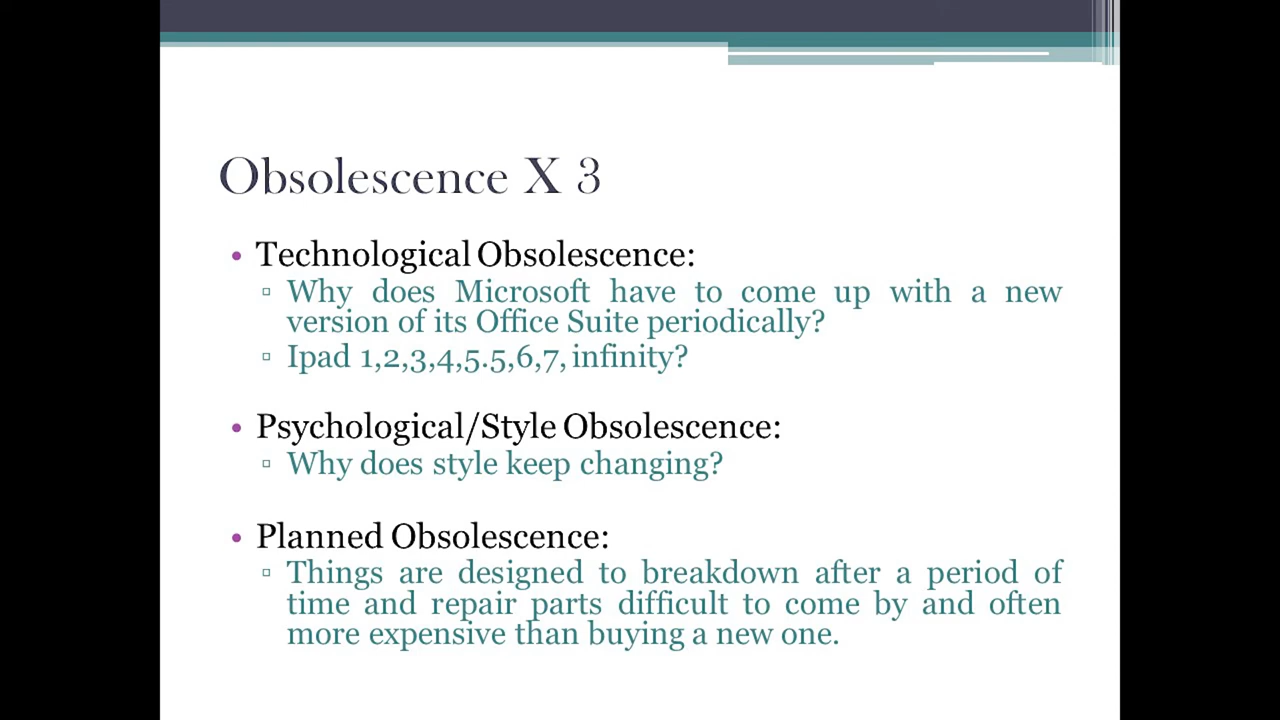 Obsolescence X 3
• Technological Obsolescence:
▫ Why does Microsoft have to come up with a new
version of its Office Suite periodically?
▫ Ipad 1,2,3,4,5.5,6,7, infinity?
• Psychological/Style Obsolescence:
▫ Why does style keep changing?
• Planned Obsolescence:
▫ Things are designed to breakdown after a period of
time and repair parts difficult to come by and often
more expensive than buying a new one.